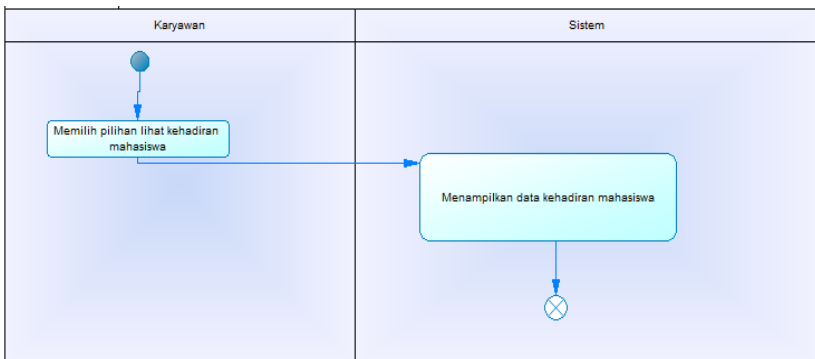 Karyawan
Sistem
Memilih pilihan lihat kehadiran
mahasiswa
Menampilkan data kehadiran mahasiswa